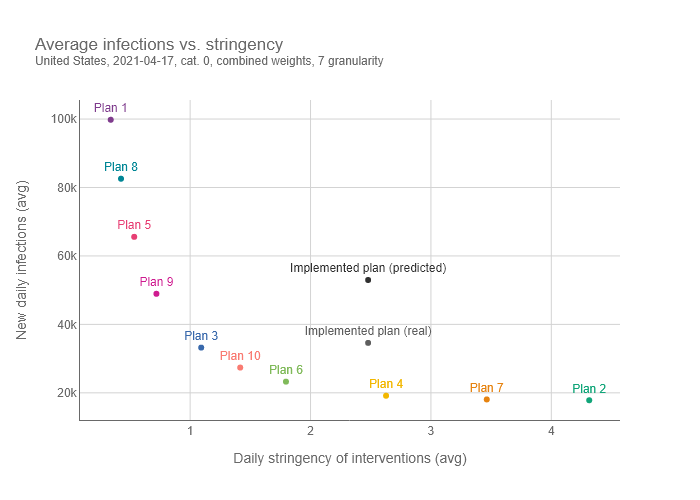 Average infections vs. stringency
United States, 2021-04-17, cat. 0, combined weights, 7 granularity
Plan 1
100k
Plan 8
80k
Plan 5
60k
Implemented plan (predicted)
Plan 9
New daily infections (avg)
40k
Implemented plan (real)
Plan 3
Plan 10
Plan 6
Plan 4
Plan 7
Plan 2
20k
1
2
3
4
Daily stringency of interventions (avg)